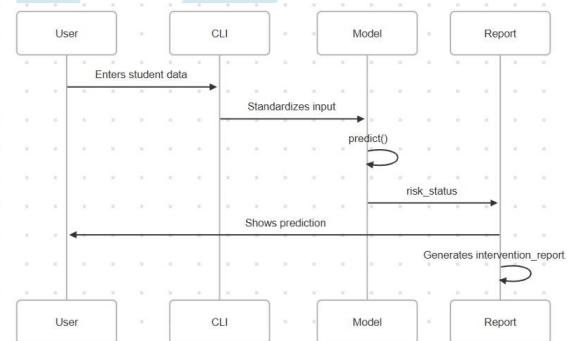 User
CLI
Model
Report
Enters student data
Standardizes input
predict()
risk_status
Shows prediction
Generates intervention_report
User
CLI
Model
Report